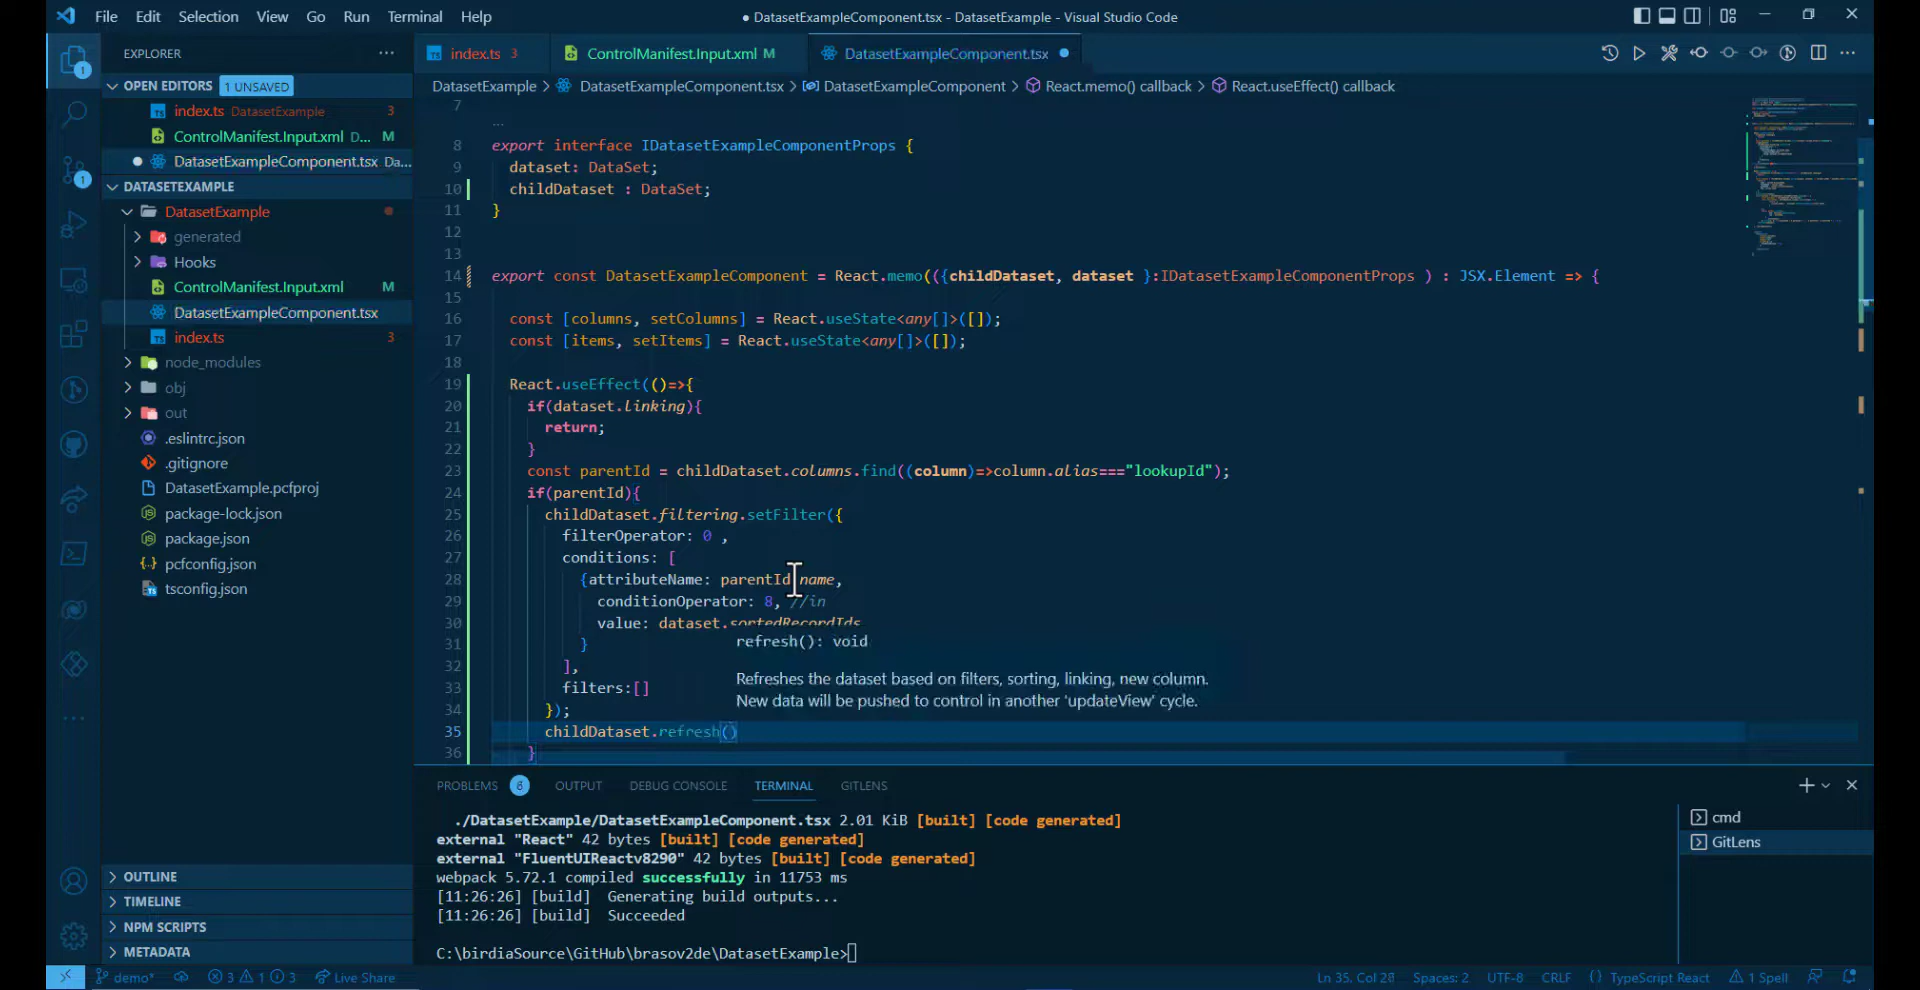 File Edit Selection View Go Run Terminal Help
● DatasetExampleComponent.tsx - DatasetExample - Visual Studio Code
EXPLORER
OPEN EDITORS 1 UNSAVED
index.ts DatasetExample 3
ControlManifest.Input.xml D... M
DatasetExampleComponent.tsx Da...
DATASETEXAMPLE
DatasetExample
generated
Hooks
ControlManifest.Input.xml M
DatasetExampleComponent.tsx
index.ts 3
node_modules
obj
out
.eslintrc.json
.gitignore
DatasetExample.pcfproj
package-lock.json
package.json
pcfconfig.json
tsconfig.json
OUTLINE
TIMELINE
NPM SCRIPTS
METADATA
index.ts 3
ControlManifest.Input.xml M
DatasetExampleComponent.tsx
DatasetExample > DatasetExampleComponent.tsx > DatasetExampleComponent > React.memo() callback > React.useEffect() callback
7
...
8 export interface IDatasetExampleComponentProps {
9 dataset: DataSet;
10 childDataset : DataSet;
11 }
12
13
14 export const DatasetExampleComponent = React.memo(({childDataset, dataset }:IDatasetExampleComponentProps ) : JSX.Element => {
15
16 const [columns, setColumns] = React.useState<any[]>([]);
17 const [items, setItems] = React.useState<any[]>([]);
18
19 React.useEffect(()=>{
20 if(dataset.linking){
21 return;
22 }
23 const parentId = childDataset.columns.find((column)=>column.alias==="lookupId");
24 if(parentId){
25 childDataset.filtering.setFilter({
26 filterOperator: 0 ,
27 conditions: [
28 {attributeName: parentId name,
29 conditionOperator: 8, //in
30 value: dataset.sortedRecordIds
31 }
32 ],
33 filters:[]
34 });
35 childDataset.refresh()
36 }
refresh(): void
Refreshes the dataset based on filters, sorting, linking, new column.
New data will be pushed to control in another 'updateView' cycle.
PROBLEMS 8 OUTPUT DEBUG CONSOLE TERMINAL GITLENS
./DatasetExample/DatasetExampleComponent.tsx 2.01 KiB [built] [code generated]
external "React" 42 bytes [built] [code generated]
external "FluentUIReactv8290" 42 bytes [built] [code generated]
webpack 5.72.1 compiled successfully in 11753 ms
[11:26:26] [build] Generating build outputs...
[11:26:26] [build] Succeeded
C:\birdiaSource\GitHub\brasov2de\DatasetExample>
cmd
GitLens
demo* 3 1 3 Live Share
Ln 35, Col 28 Spaces: 2 UTF-8 CRLF TypeScript React 1 Spell